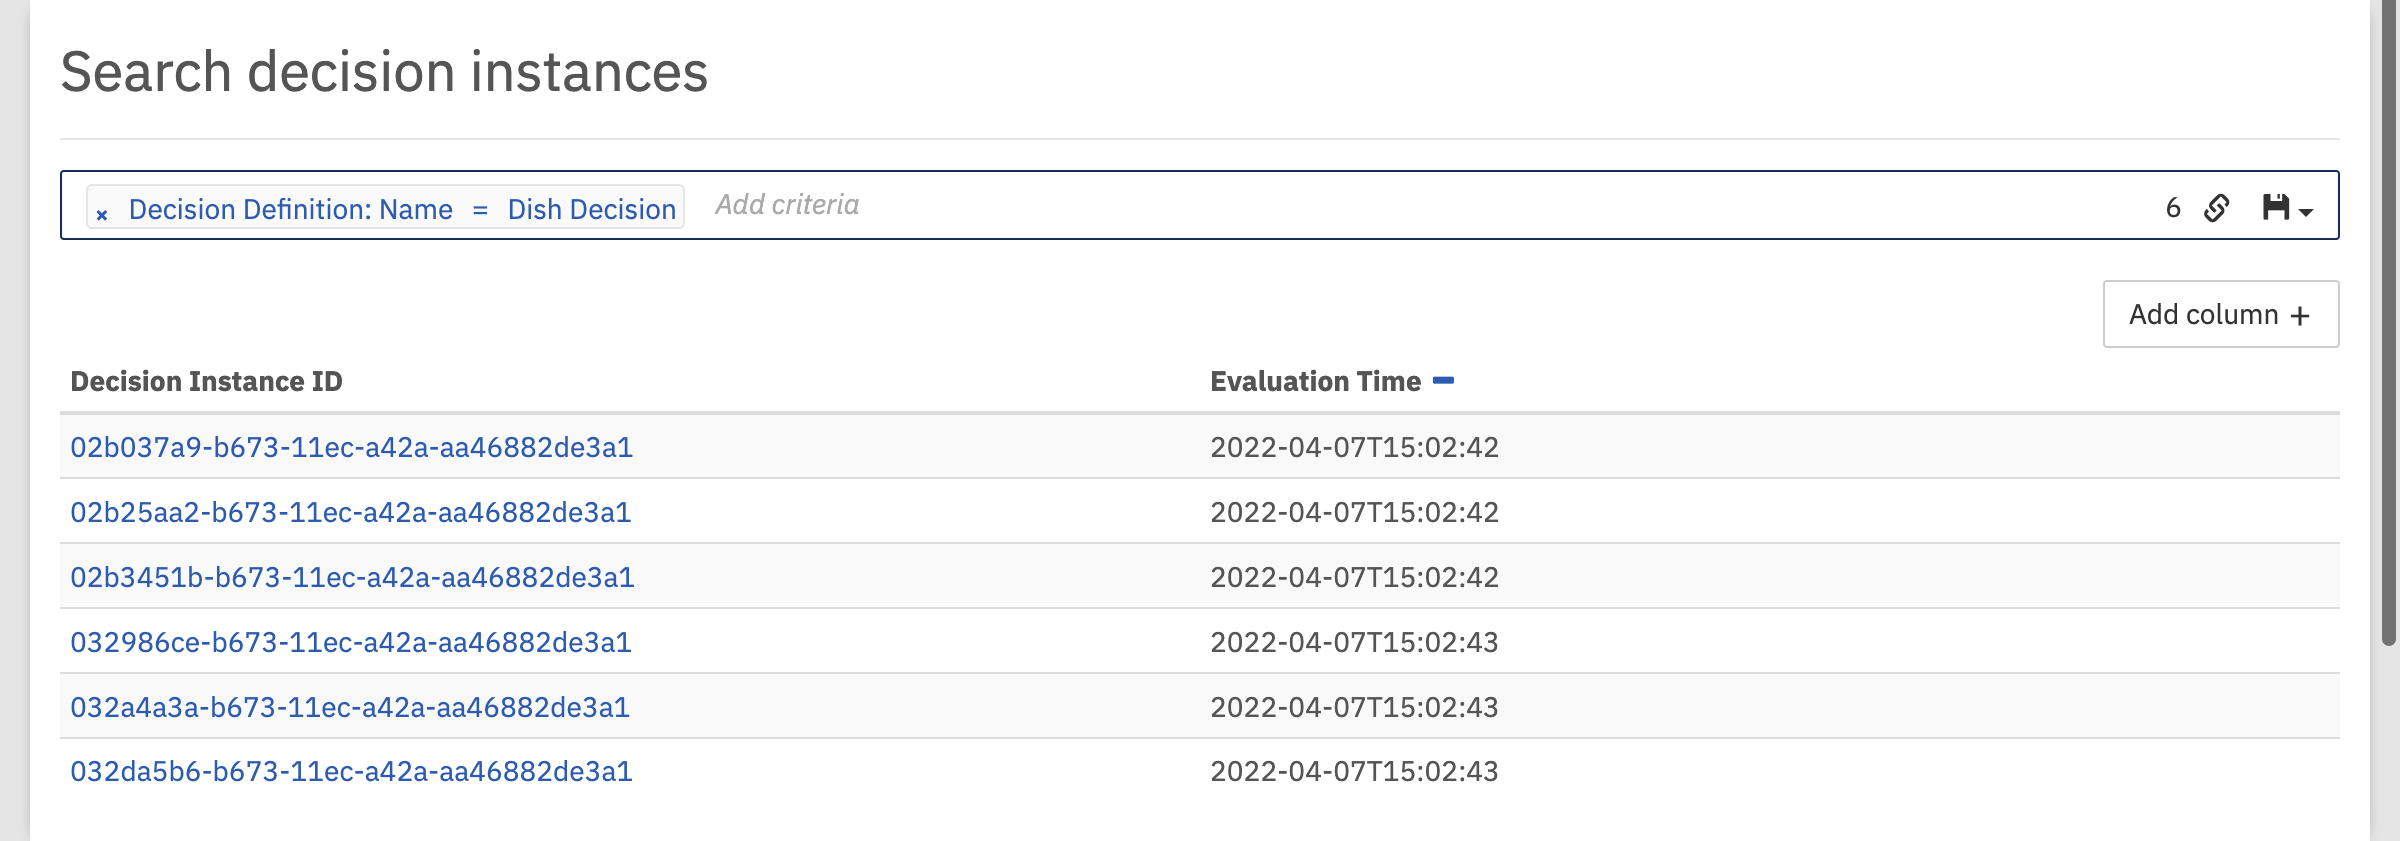 Search decision instances
× Decision Definition: Name = Dish Decision Add criteria 6
Add column +
Decision Instance ID Evaluation Time
02b037a9-b673-11ec-a42a-aa46882de3a1 2022-04-07T15:02:42
02b25aa2-b673-11ec-a42a-aa46882de3a1 2022-04-07T15:02:42
02b3451b-b673-11ec-a42a-aa46882de3a1 2022-04-07T15:02:42
032986ce-b673-11ec-a42a-aa46882de3a1 2022-04-07T15:02:43
032a4a3a-b673-11ec-a42a-aa46882de3a1 2022-04-07T15:02:43
032da5b6-b673-11ec-a42a-aa46882de3a1 2022-04-07T15:02:43